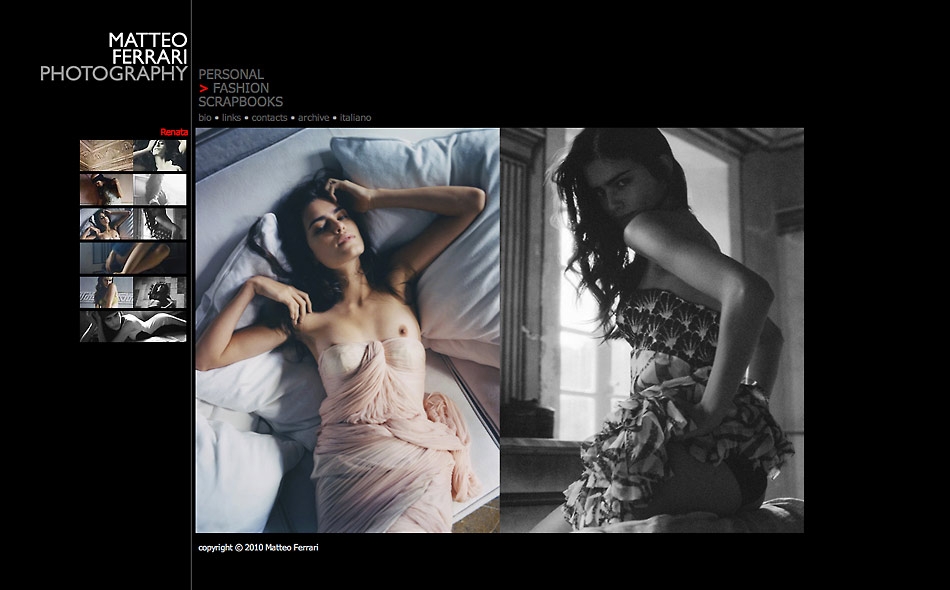 MATTEO
FERRARI
PHOTOGRAPHY
PERSONAL
> FASHION
SCRAPBOOKS
bio • links • contacts • archive • italiano
Renata
copyright © 2010 Matteo Ferrari